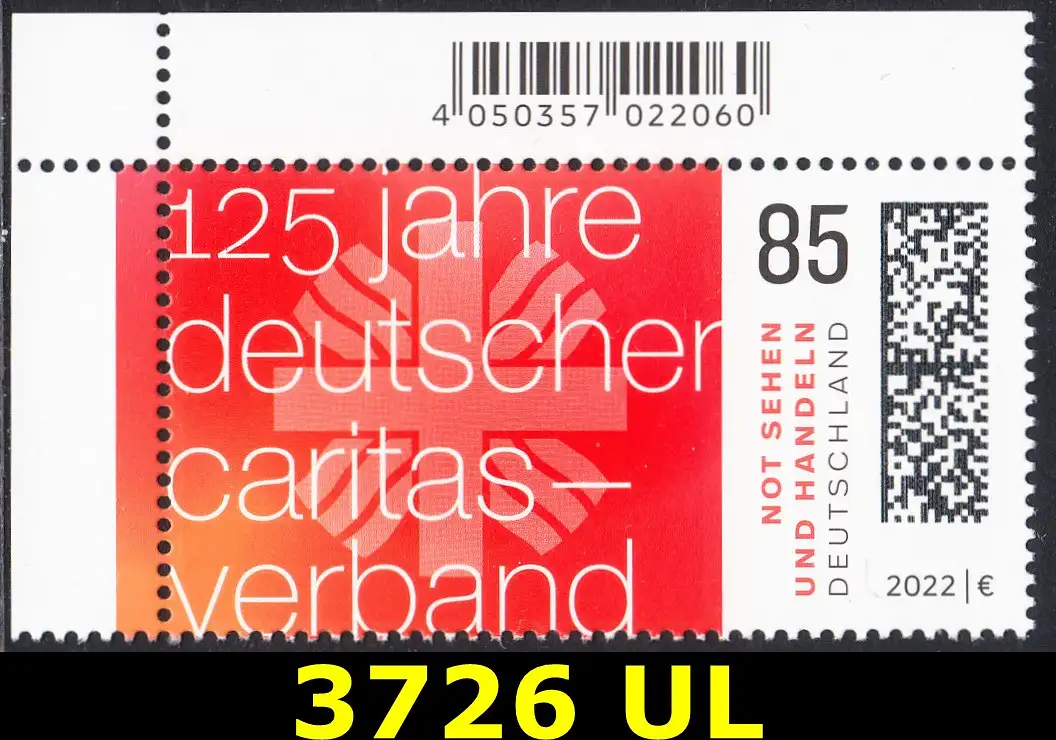 4 050357 022060
125 jahre
deutscher
caritas–
verband
85
NOT SEHEN
UND HANDELN
DEUTSCHLAND
2022 | €
3726 UL